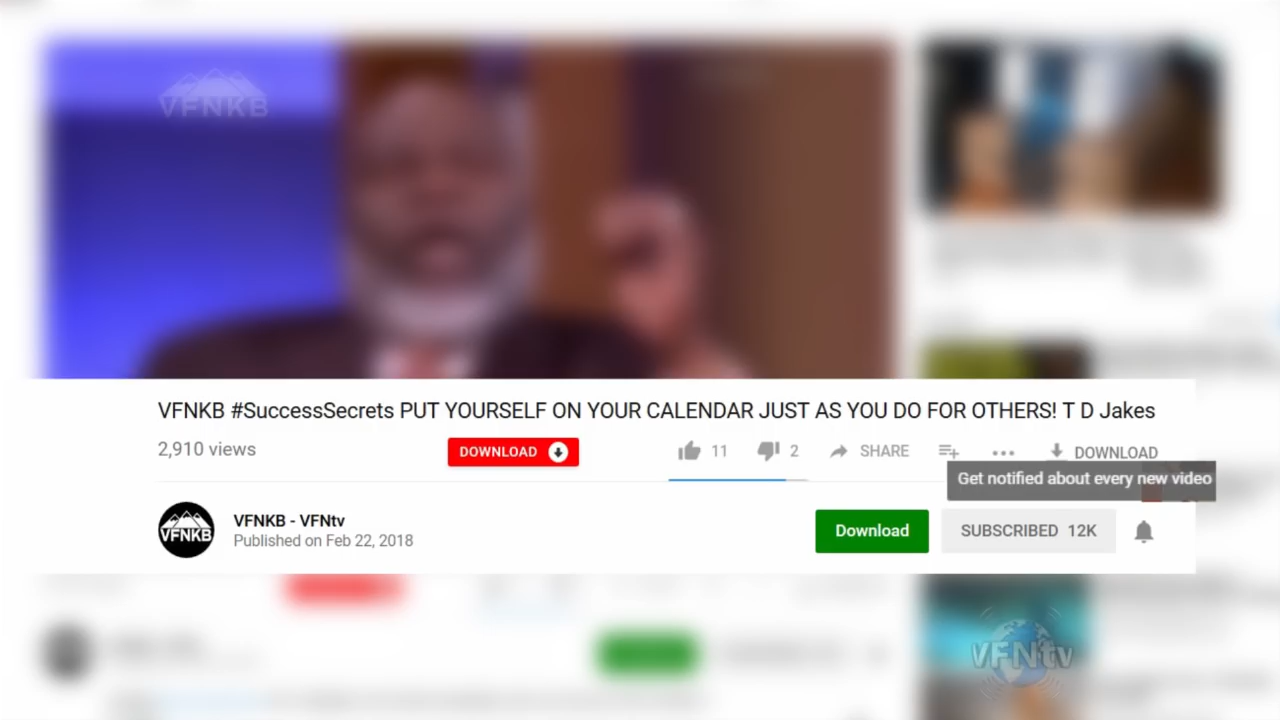 VFNKB
VFNKB #SuccessSecrets PUT YOURSELF ON YOUR CALENDAR JUST AS YOU DO FOR OTHERS! T D Jakes
2,910 views
DOWNLOAD
11
2
SHARE
DOWNLOAD
Get notified about every new video
VFNKB
VFNKB - VFNtv
Published on Feb 22, 2018
Download
SUBSCRIBED 12K
VFNtv